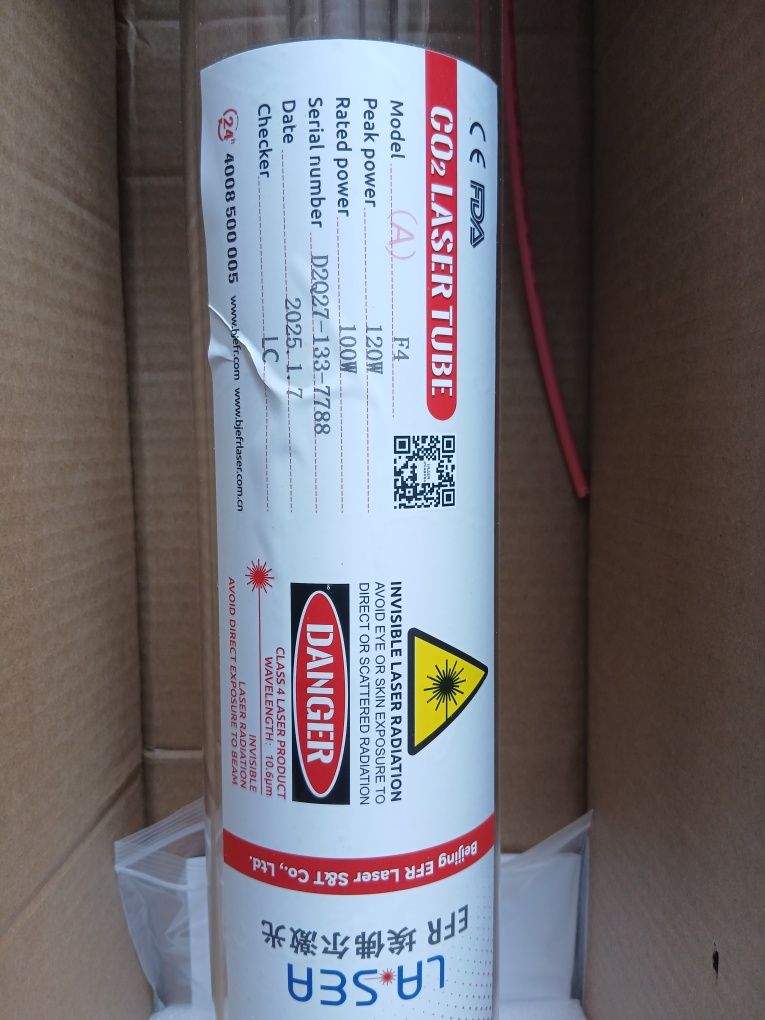 CE FDA
CO2 LASER TUBE
Model (A) F4
Peak power 120W
Rated power 100W
Serial number D2Q27-133-7788
Date 2025.1.7
Checker LC
24h 4008 500 005 www.bjefr.com www.bjefrlaser.com.cn
INVISIBLE LASER RADIATION
AVOID EYE OR SKIN EXPOSURE TO
DIRECT OR SCATTERED RADIATION
DANGER
CLASS 4 LASER PRODUCT
WAVELENGTH: 10.6μm
INVISIBLE
LASER RADIATION
AVOID DIRECT EXPOSURE TO BEAM
Beijing EFR Laser S&T Co., Ltd.
EFR 埃佛尔激光
LASEA